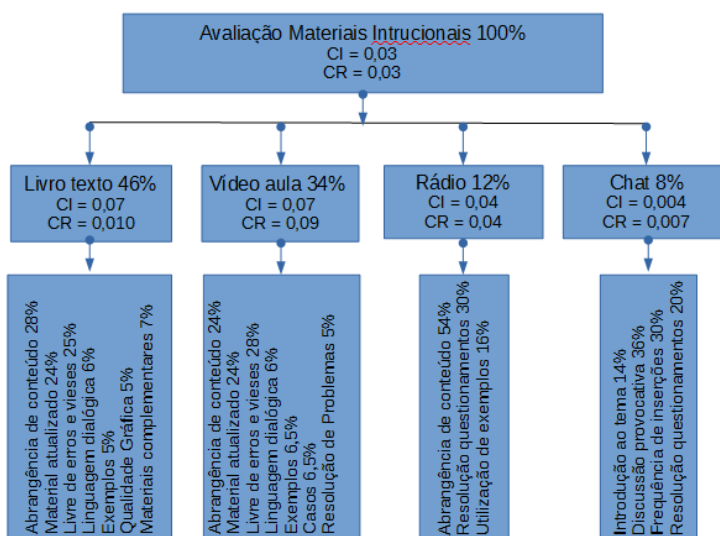 Avaliação Materiais Intrucionais 100%
CI = 0,03
CR = 0,03
Livro texto 46%
CI = 0,07
CR = 0,010
Vídeo aula 34%
CI = 0,07
CR = 0,09
Rádio 12%
CI = 0,04
CR = 0,04
Chat 8%
CI = 0,004
CR = 0,007
Abrangência de conteúdo 28%
Material atualizado 24%
Livre de erros e vieses 25%
Linguagem dialógica 6%
Exemplos 5%
Qualidade Gráfica 5%
Materiais complementares 7%
Abrangência de conteúdo 24%
Material atualizado 24%
Livre de erros e vieses 28%
Linguagem dialógica 6%
Exemplos 6,5%
Casos 6,5%
Resolução de Problemas 5%
Abrangência de conteúdo 54%
Resolução questionamentos 30%
Utilização de exemplos 16%
Introdução ao tema 14%
Discussão provocativa 36%
Frequência de inserções 30%
Resolução questionamentos 20%